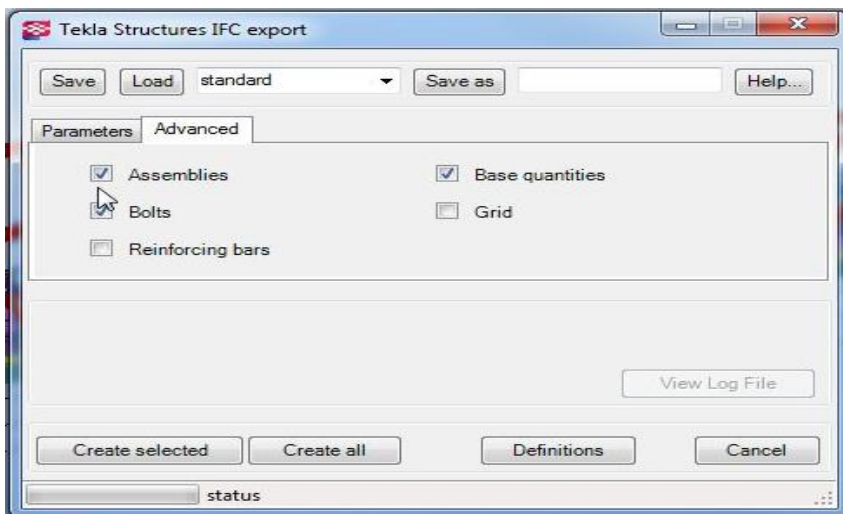 Tekla Structures IFC export
Save Load standard Save as Help...
Parameters Advanced
Assemblies Base quantities
Bolts Grid
Reinforcing bars
View Log File
Create selected Create all Definitions Cancel
status